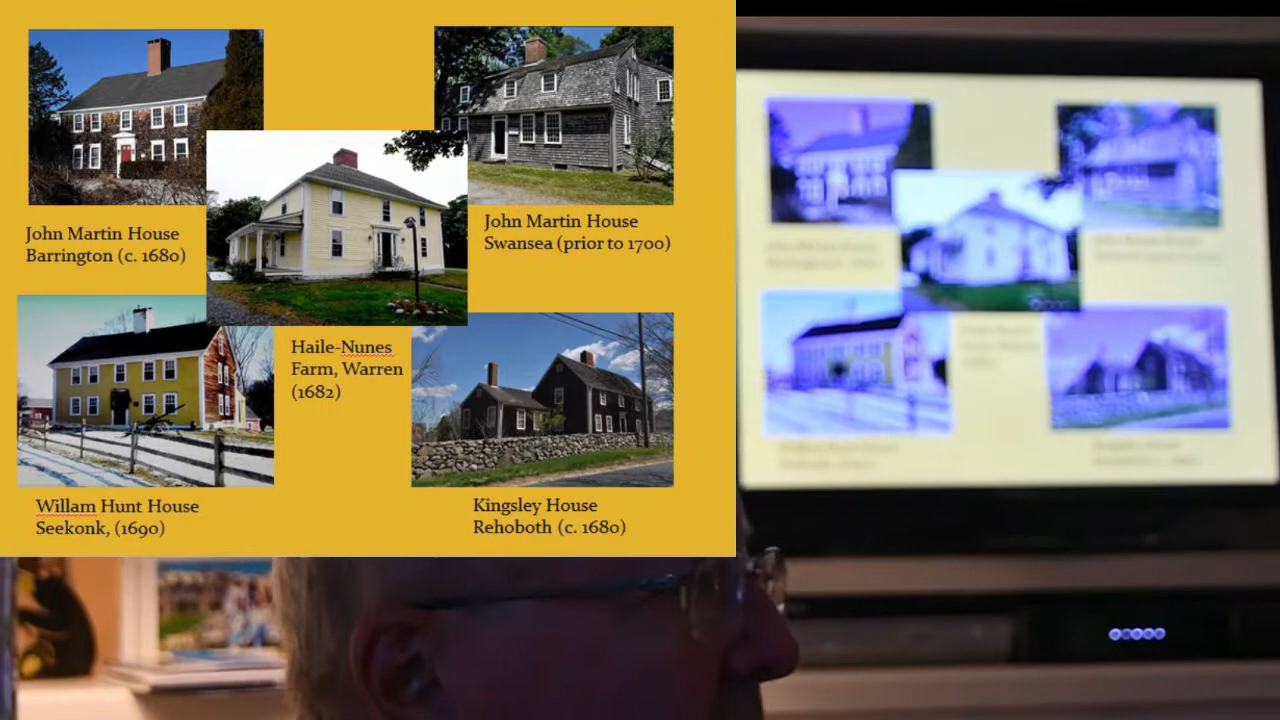 John Martin House
Barrington (c. 1680)
John Martin House
Swansea (prior to 1700)
Haile-Nunes
Farm, Warren
(1682)
Willam Hunt House
Seekonk, (1690)
Kingsley House
Rehoboth (c. 1680)